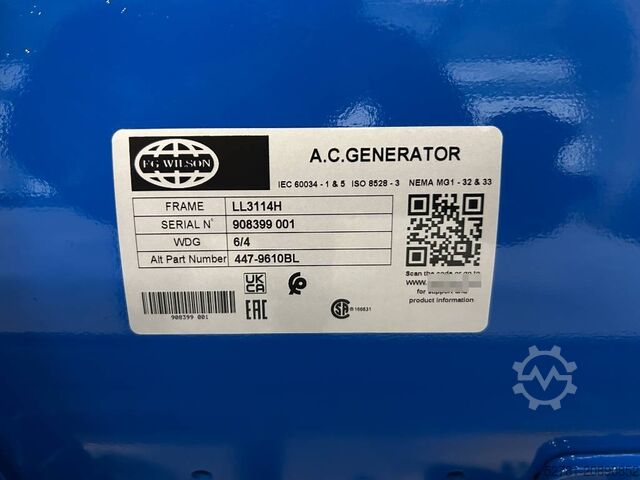 FG WILSON
A.C.GENERATOR
IEC 60034 - 1 & 5 ISO 8528 - 3 NEMA MG1 - 32 & 33
FRAME LL3114H
SERIAL N° 908399 001
WDG 6/4
Alt Part Number 447-9610BL
Scan the code or go to
WWW.
for support and
product information.
908399 001
UK
CA
EAC
SA